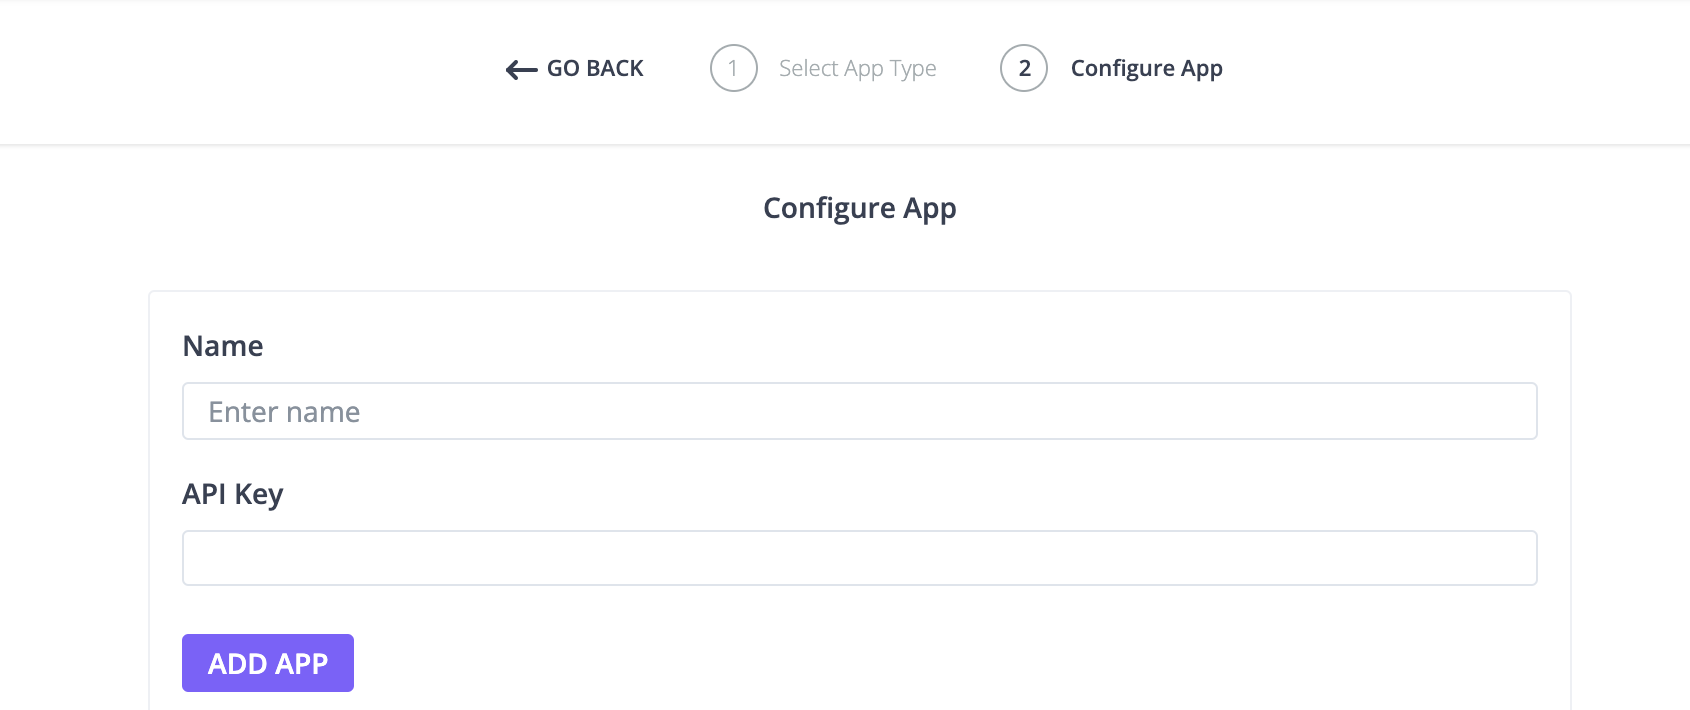 GO BACK 1 Select App Type 2 Configure App
Configure App
Name
Enter name
API Key
ADD APP